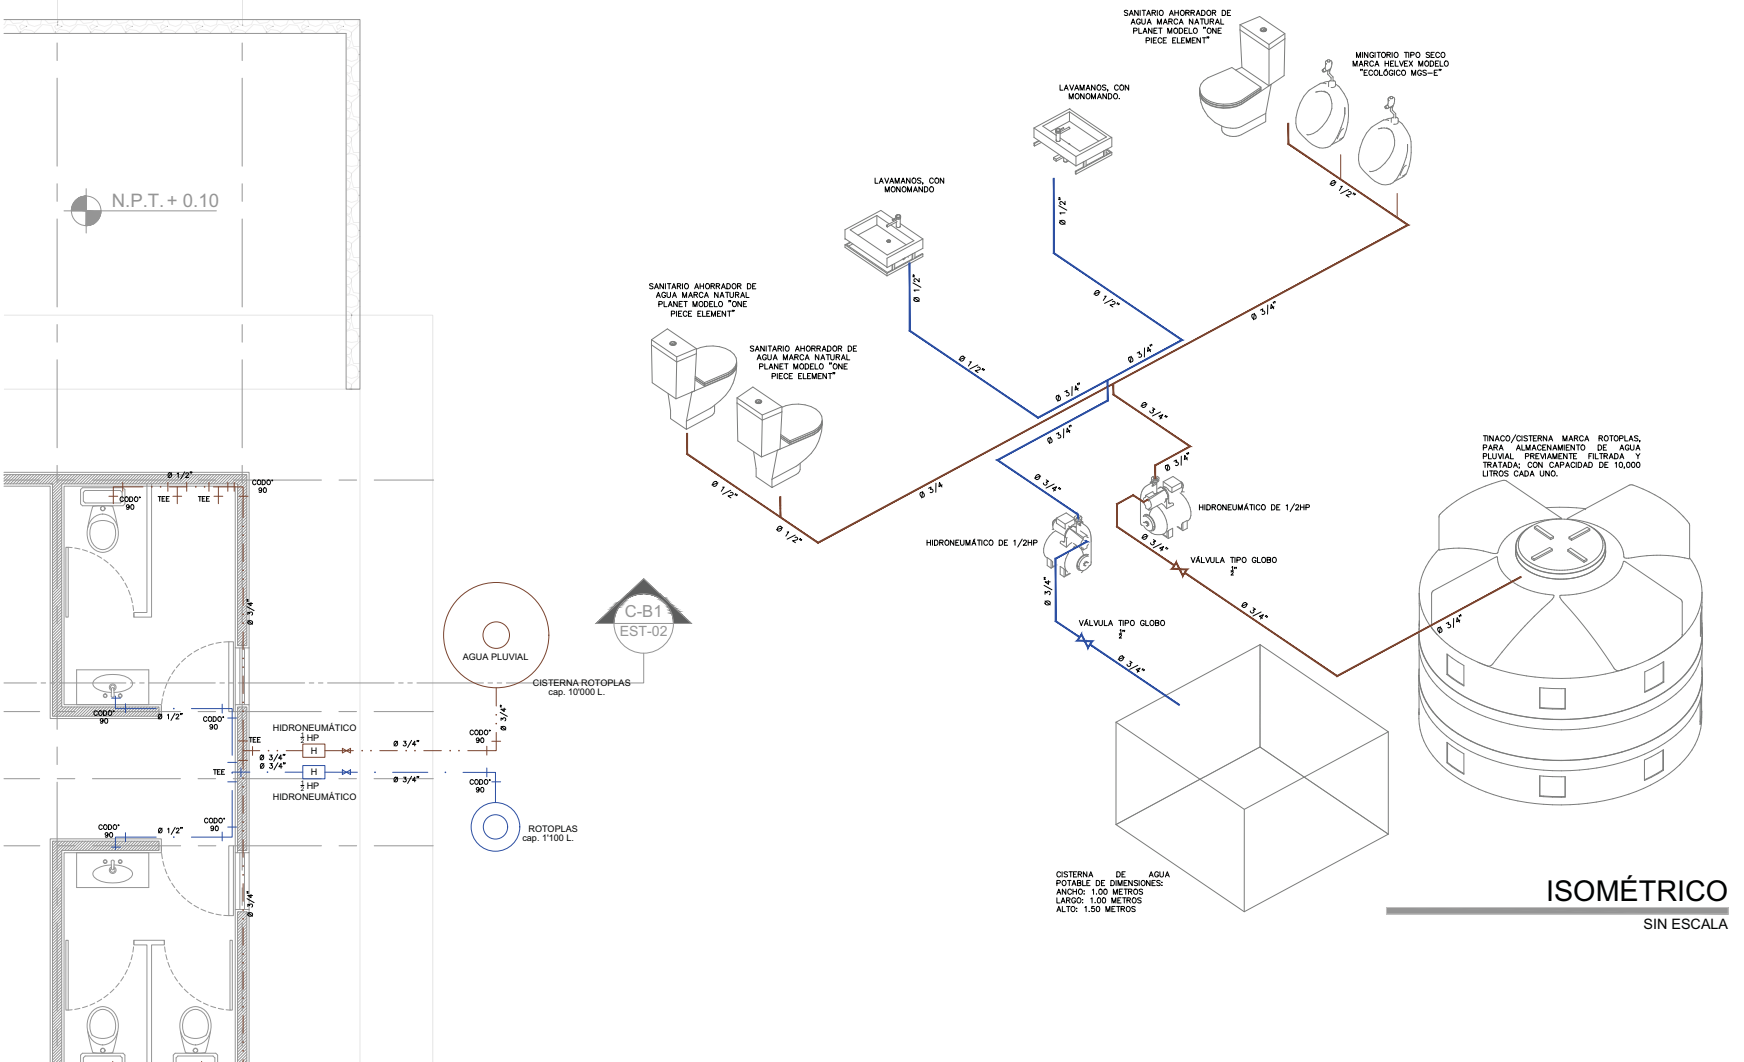 N.P.T. + 0.10
SANITARIO AHORRADOR DE
AGUA MARCA NATURAL
PLANET MODELO "ONE
PIECE ELEMENT"
MINGITORIO TIPO SECO
MARCA HELVEX MODELO
"ECOLÓGICO MGS-E"
LAVAMANOS, CON
MONOMANDO.
LAVAMANOS, CON
MONOMANDO
SANITARIO AHORRADOR DE
AGUA MARCA NATURAL
PLANET MODELO "ONE
PIECE ELEMENT"
SANITARIO AHORRADOR DE
AGUA MARCA NATURAL
PLANET MODELO "ONE
PIECE ELEMENT"
Ø 1/2"
Ø 1/2"
Ø 1/2"
Ø 3/4"
Ø 1/2"
Ø 1/2"
Ø 3/4"
Ø 3/4"
Ø 3/4"
Ø 3/4"
Ø 3/4"
Ø 3/4"
Ø 1/2"
Ø 3/4
Ø 1/2"
HIDRONEUMÁTICO DE 1/2HP
HIDRONEUMÁTICO DE 1/2HP
Ø 3/4"
VÁLVULA TIPO GLOBO
Ø 3/4"
Ø 3/4"
Ø 3/4"
VÁLVULA TIPO GLOBO
Ø 3/4"
TINACO/CISTERNA MARCA ROTOPLAS,
PARA ALMACENAMIENTO DE AGUA
PLUVIAL PREVIAMENTE FILTRADA Y
TRATADA; CON CAPACIDAD DE 10,000
LITROS CADA UNO.
CISTERNA DE AGUA
POTABLE DE DIMENSIONES:
ANCHO: 1.00 METROS
LARGO: 1.00 METROS
ALTO: 1.50 METROS
ISOMÉTRICO
SIN ESCALA
Ø 1/2"
CODO°
90
TEE
TEE
CODO°
90
Ø 3/4"
C-B1
EST-02
AGUA PLUVIAL
CISTERNA ROTOPLAS
cap. 10'000 L.
CODO°
90
Ø 1/2"
CODO°
90
HIDRONEUMÁTICO
½ HP
H
TEE
Ø 3/4"
Ø 3/4"
Ø 3/4"
CODO°
90
Ø 3/4"
TEE
H
Ø 3/4"
½ HP
HIDRONEUMÁTICO
CODO°
90
CODO°
90
Ø 1/2"
CODO°
90
ROTOPLAS
cap. 1'100 L.
Ø 3/4"